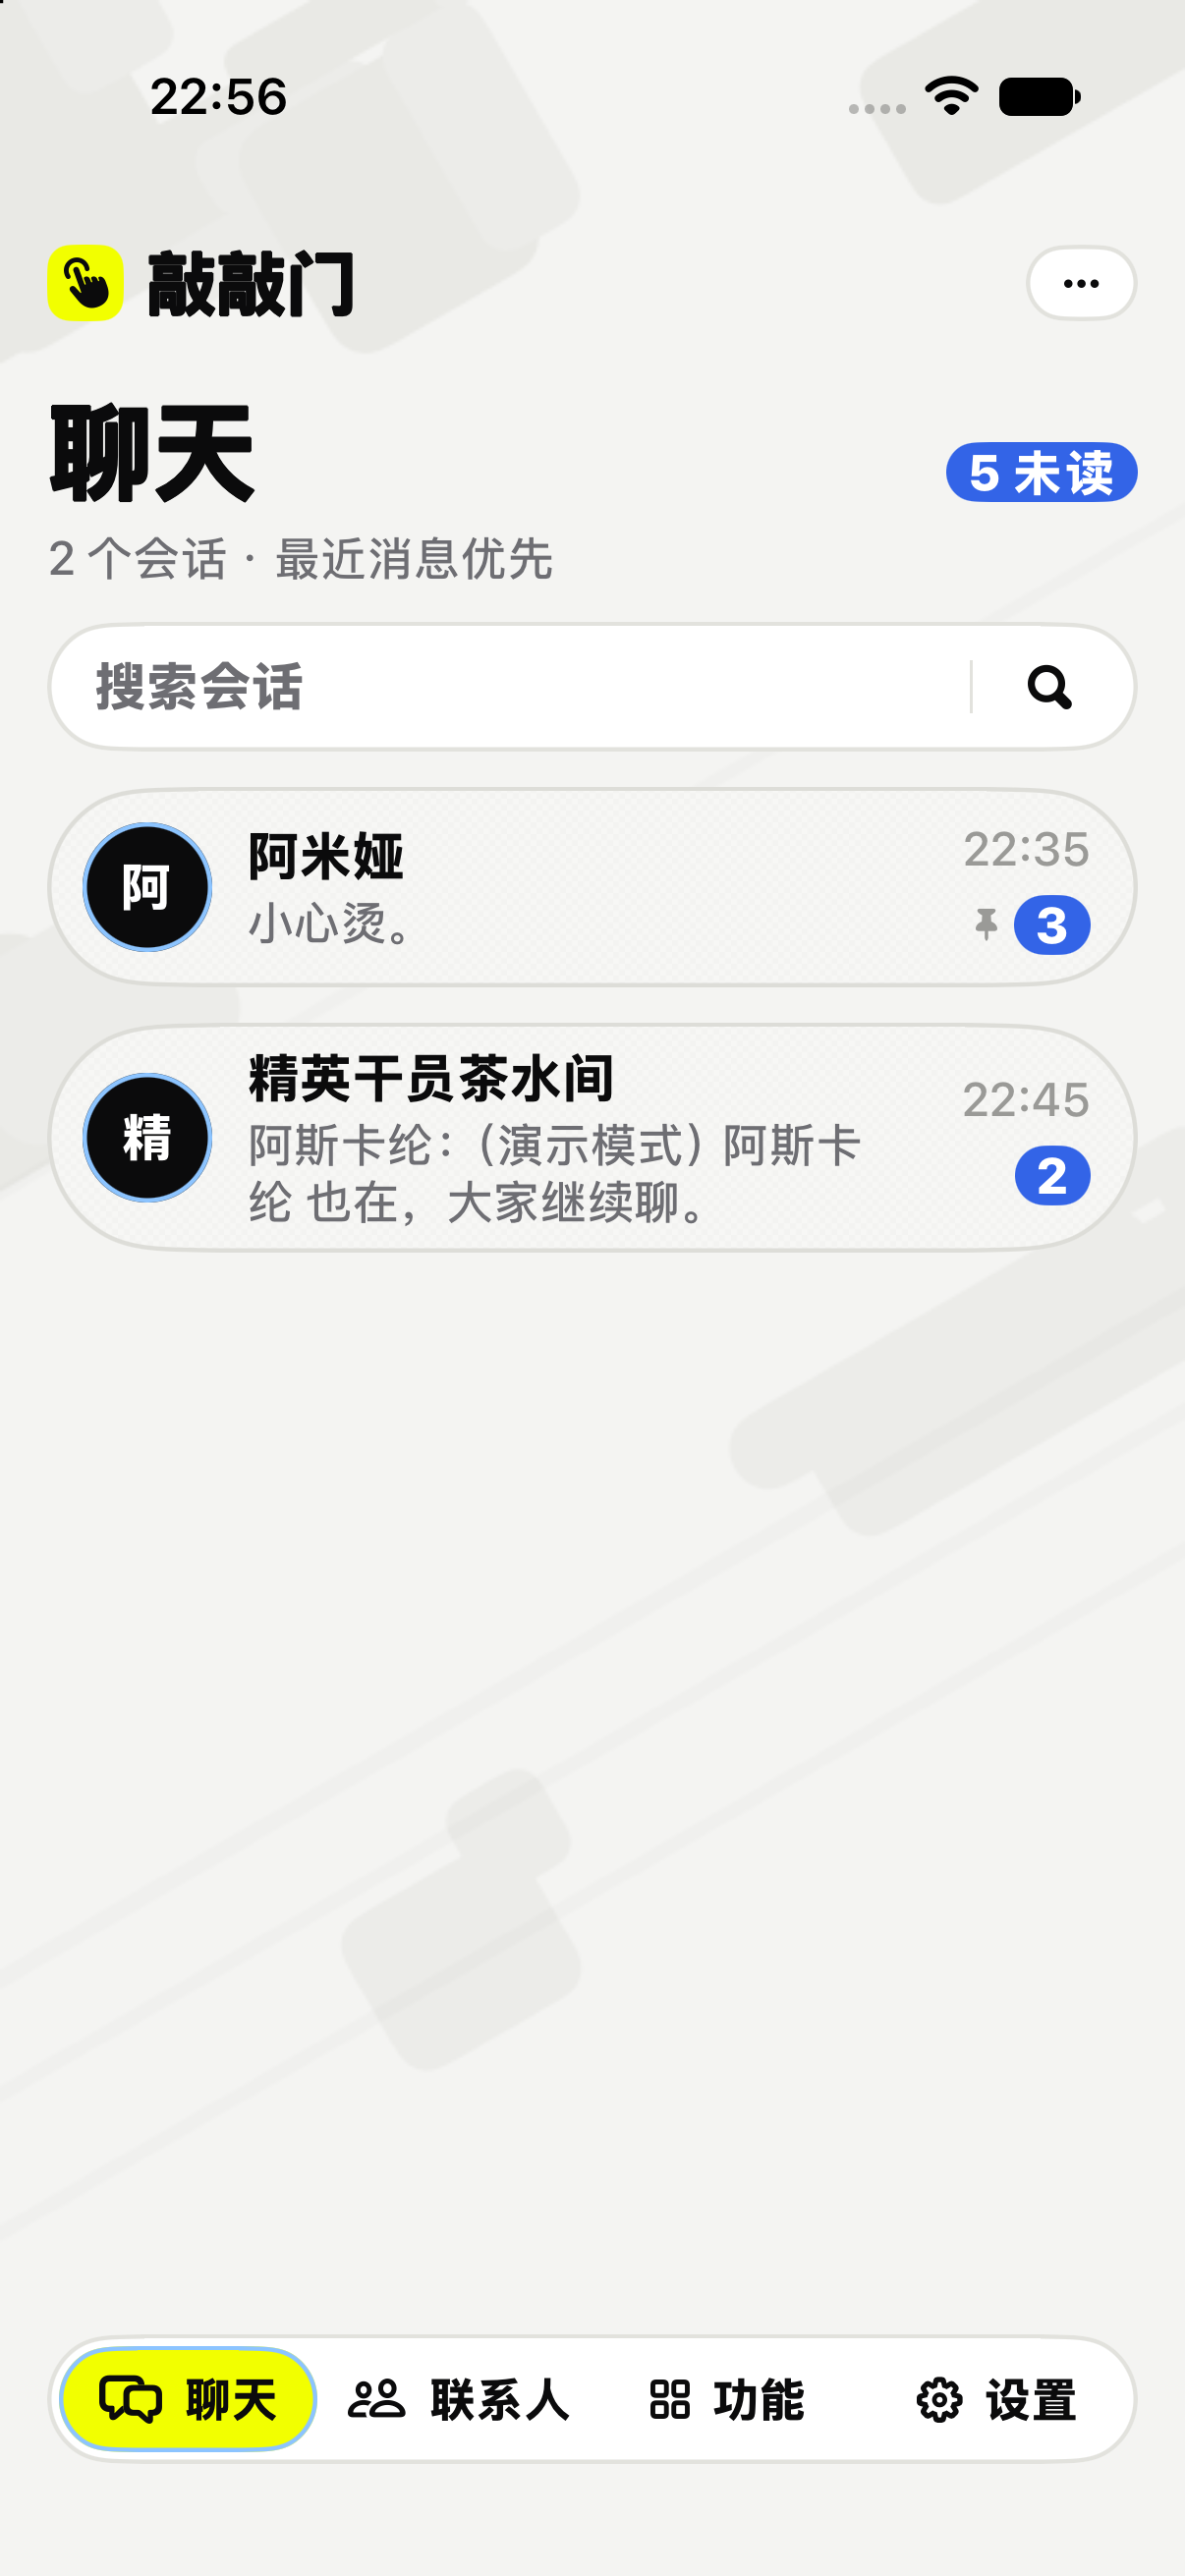 22:56
敲敲门
聊天
5 未读
2 个会话 · 最近消息优先
搜索会话
阿
阿米娅
22:35
小心烫。
3
精
精英干员茶水间
22:45
阿斯卡纶：（演示模式）阿斯卡
纶 也在，大家继续聊。
2
聊天
联系人
功能
设置